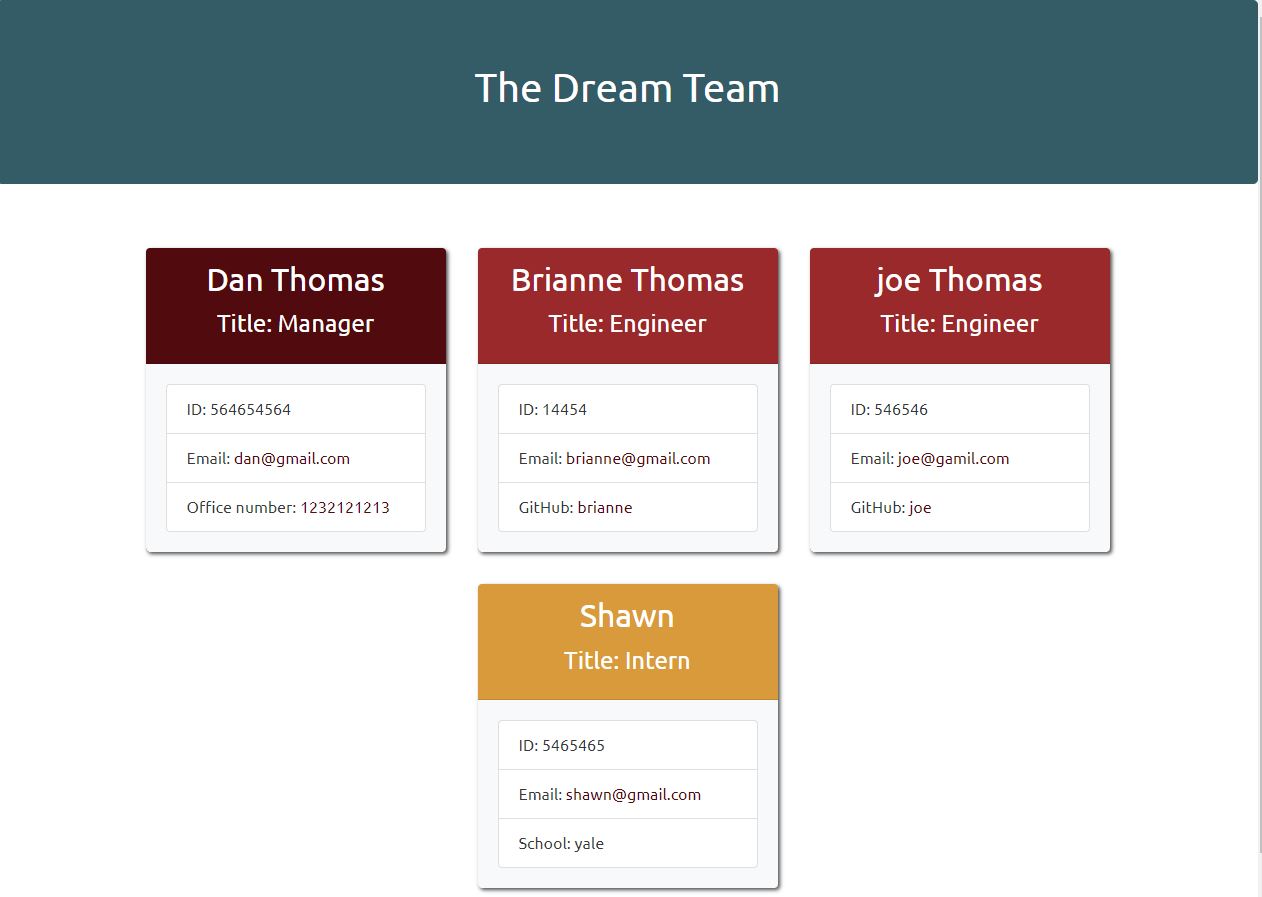 The Dream Team
Dan Thomas
Title: Manager
ID: 564654564
Email: dan@gmail.com
Office number: 1232121213
Brianne Thomas
Title: Engineer
ID: 14454
Email: brianne@gmail.com
GitHub: brianne
joe Thomas
Title: Engineer
ID: 546546
Email: joe@gamil.com
GitHub: joe
Shawn
Title: Intern
ID: 5465465
Email: shawn@gmail.com
School: yale